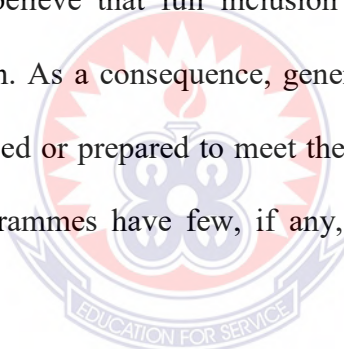 believe that full inclusion
n. As a consequence, gener
ed or prepared to meet the
rammes have few, if any,
EDUCATION FOR SERVICE